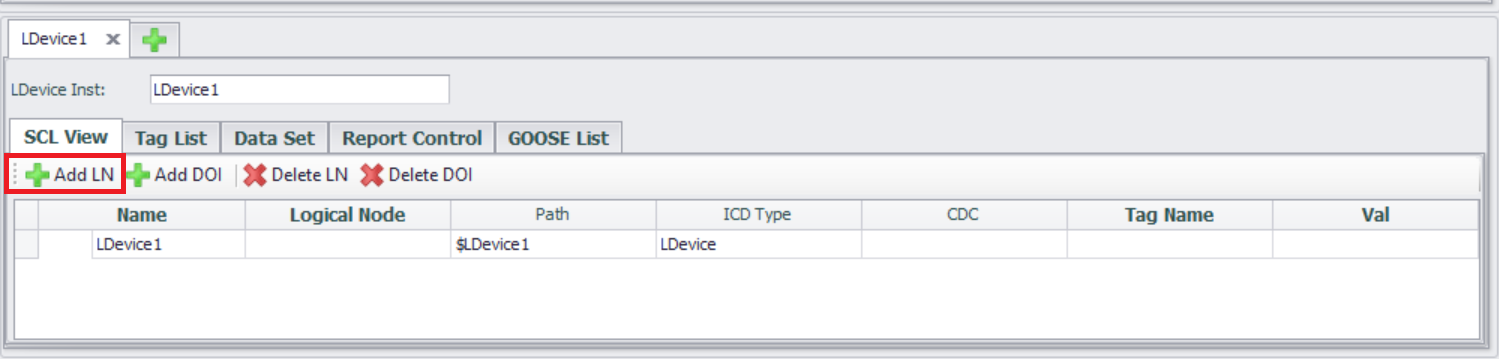 LDevice1
LDevice Inst: LDevice1
SCL View Tag List Data Set Report Control GOOSE List
Add LN Add DOI Delete LN Delete DOI
Name Logical Node Path ICD Type CDC Tag Name Val
LDevice1 $LDevice1 LDevice